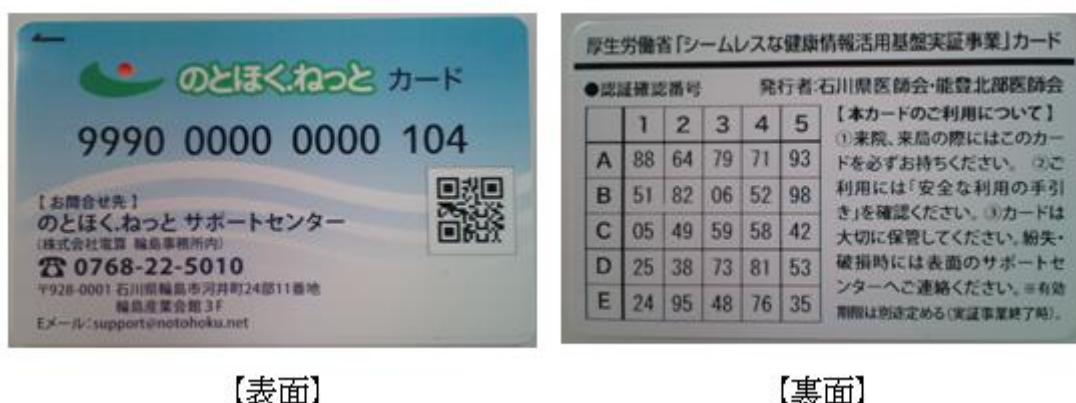 のとほく.ねっと カード
9990 0000 0000 104
【お問合せ先】
のとほく.ねっと サポートセンター
(株式会社電算 輪島事務所内)
☎ 0768-22-5010
〒928-0001 石川県輪島市河井町24部11番地
輪島産業会館3F
Eメール:support@notohoku.net
【表面】
厚生労働省「シームレスな健康情報活用基盤実証事業」カード
●認証確認番号 発行者:石川県医師会・能登北部医師会
1 2 3 4 5
A 88 64 79 71 93
B 51 82 06 52 98
C 05 49 59 58 42
D 25 38 73 81 53
E 24 95 48 76 35
【本カードのご利用について】
①来院、来局の際にはこのカー
ドを必ずお持ちください。 ②ご
利用には「安全な利用の手引
き」を確認ください。③カードは
大切に保管してください。紛失・
破損時には表面のサポートセ
ンターへご連絡ください。※有効
期限は別途定める(実証事業終了時)。
【裏面】